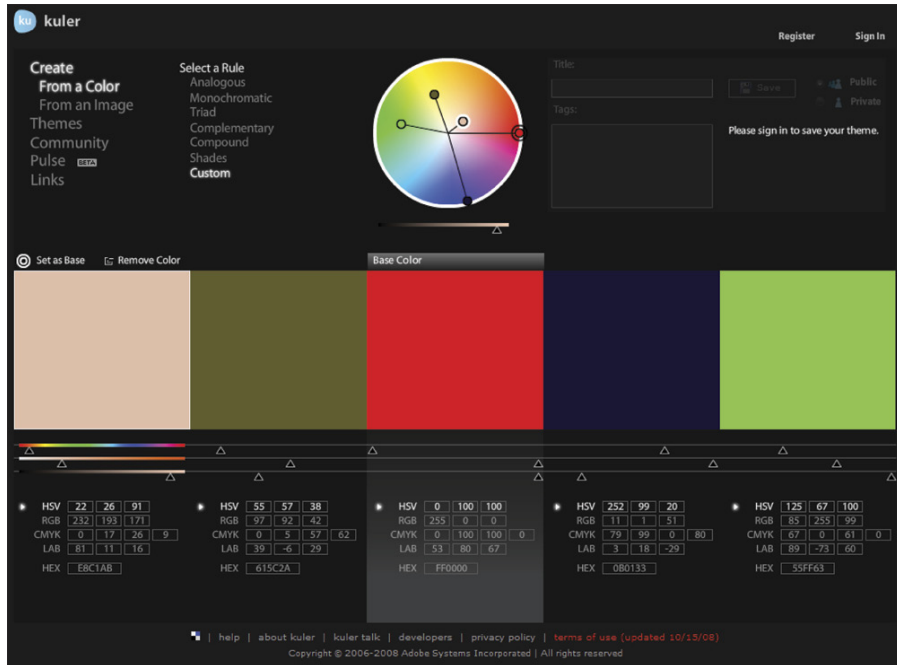 ku kuler
Register Sign In
Create
From a Color
From an Image
Themes
Community
Pulse BETA
Links
Select a Rule
Analogous
Monochromatic
Triad
Complementary
Compound
Shades
Custom
Title:
Save
Public
Private
Tags:
Please sign in to save your theme.
Set as Base Remove Color
Base Color
HSV 22 26 91
RGB 232 193 171
CMYK 0 17 26 9
LAB 81 11 16
HEX E8C1AB
HSV 55 57 38
RGB 97 92 42
CMYK 0 5 57 62
LAB 39 -6 29
HEX 615C2A
HSV 0 100 100
RGB 255 0 0
CMYK 0 100 100 0
LAB 53 80 67
HEX FF0000
HSV 252 99 20
RGB 11 1 51
CMYK 79 99 0 80
LAB 3 18 -29
HEX 0B0133
HSV 125 67 100
RGB 85 255 99
CMYK 67 0 61 0
LAB 89 -73 60
HEX 55FF63
| help | about kuler | kuler talk | developers | privacy policy | terms of use (updated 10/15/08)
Copyright © 2006-2008 Adobe Systems Incorporated | All rights reserved